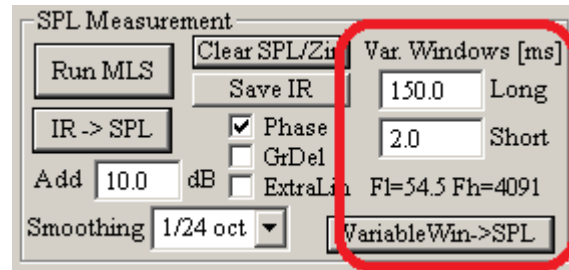 SPL Measurement
Run MLS
Clear SPL/Zin
Save IR
IR -> SPL
Phase
GrDel
ExtraLin
Add 10.0 dB
Smoothing 1/24 oct
Var. Windows [ms]
150.0 Long
2.0 Short
Fl=54.5 Fh=4091
VariableWin->SPL